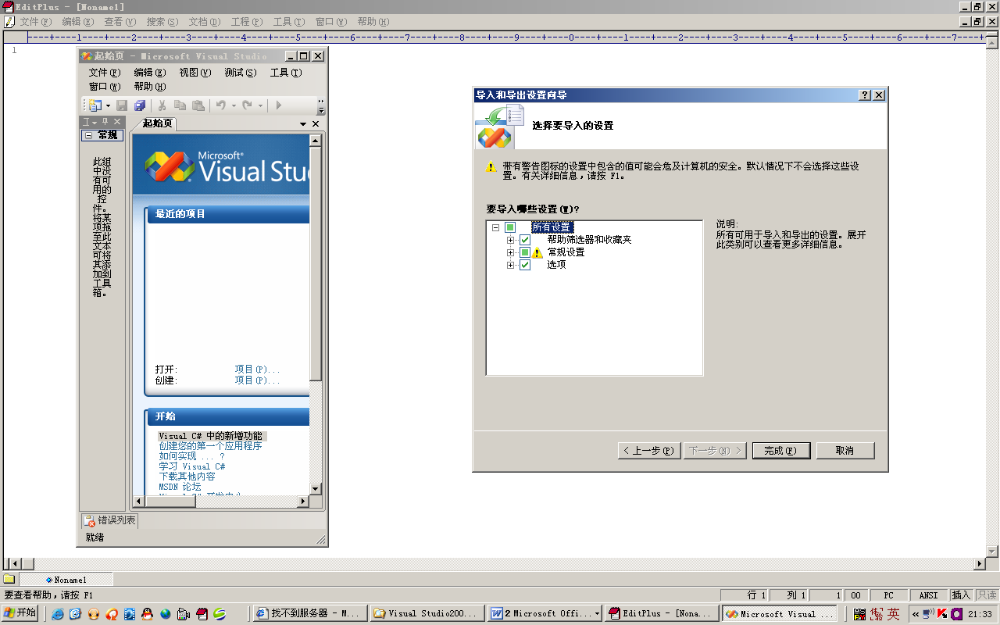 EditPlus - [Noname1]
文件(F) 编辑(E) 查看(V) 搜索(S) 文档(D) 工程(P) 工具(T) 窗口(W) 帮助(H)
----+----1----+----2----+----3----+----4----+----5----+----6----+----7----+----8----+----9----+----0----+----1----+----2----+----3----+----4----+----5----+----6----+----7--
1
起始页 - Microsoft Visual Studio
文件(F) 编辑(E) 视图(V) 测试(S) 工具(T)
窗口(W) 帮助(H)
起始页
常规
此组
中没
有可
用的
控
件。
将某
项拖
至此
文本
可将
其添
加到
工具
箱。
Microsoft®
Visual Stu
最近的项目
打开: 项目(P)...
创建: 项目(P)...
开始
Visual C# 中的新增功能
创建您的第一个应用程序
如何实现 ... ?
学习 Visual C#
下载其他内容
MSDN 论坛
Visual C# 开发中心
错误列表
就绪
导入和导出设置向导
选择要导入的设置
带有警告图标的设置中包含的值可能会危及计算机的安全。默认情况下不会选择这些设
置。有关详细信息，请按 F1。
要导入哪些设置(W)?
所有设置
帮助筛选器和收藏夹
常规设置
选项
说明:
所有可用于导入和导出的设置。展开
此类别可以查看更多详细信息。
< 上一步(P) 下一步(N) > 完成(F) 取消
Noname1
要查看帮助，请按 F1
行 1 列 1 1 00 PC ANSI 插入 只读
开始 找不到服务器 - M... Visual Studio200... 2 Microsoft Offi... EditPlus - [Nona... Microsoft Visual ... 英 « 21:33